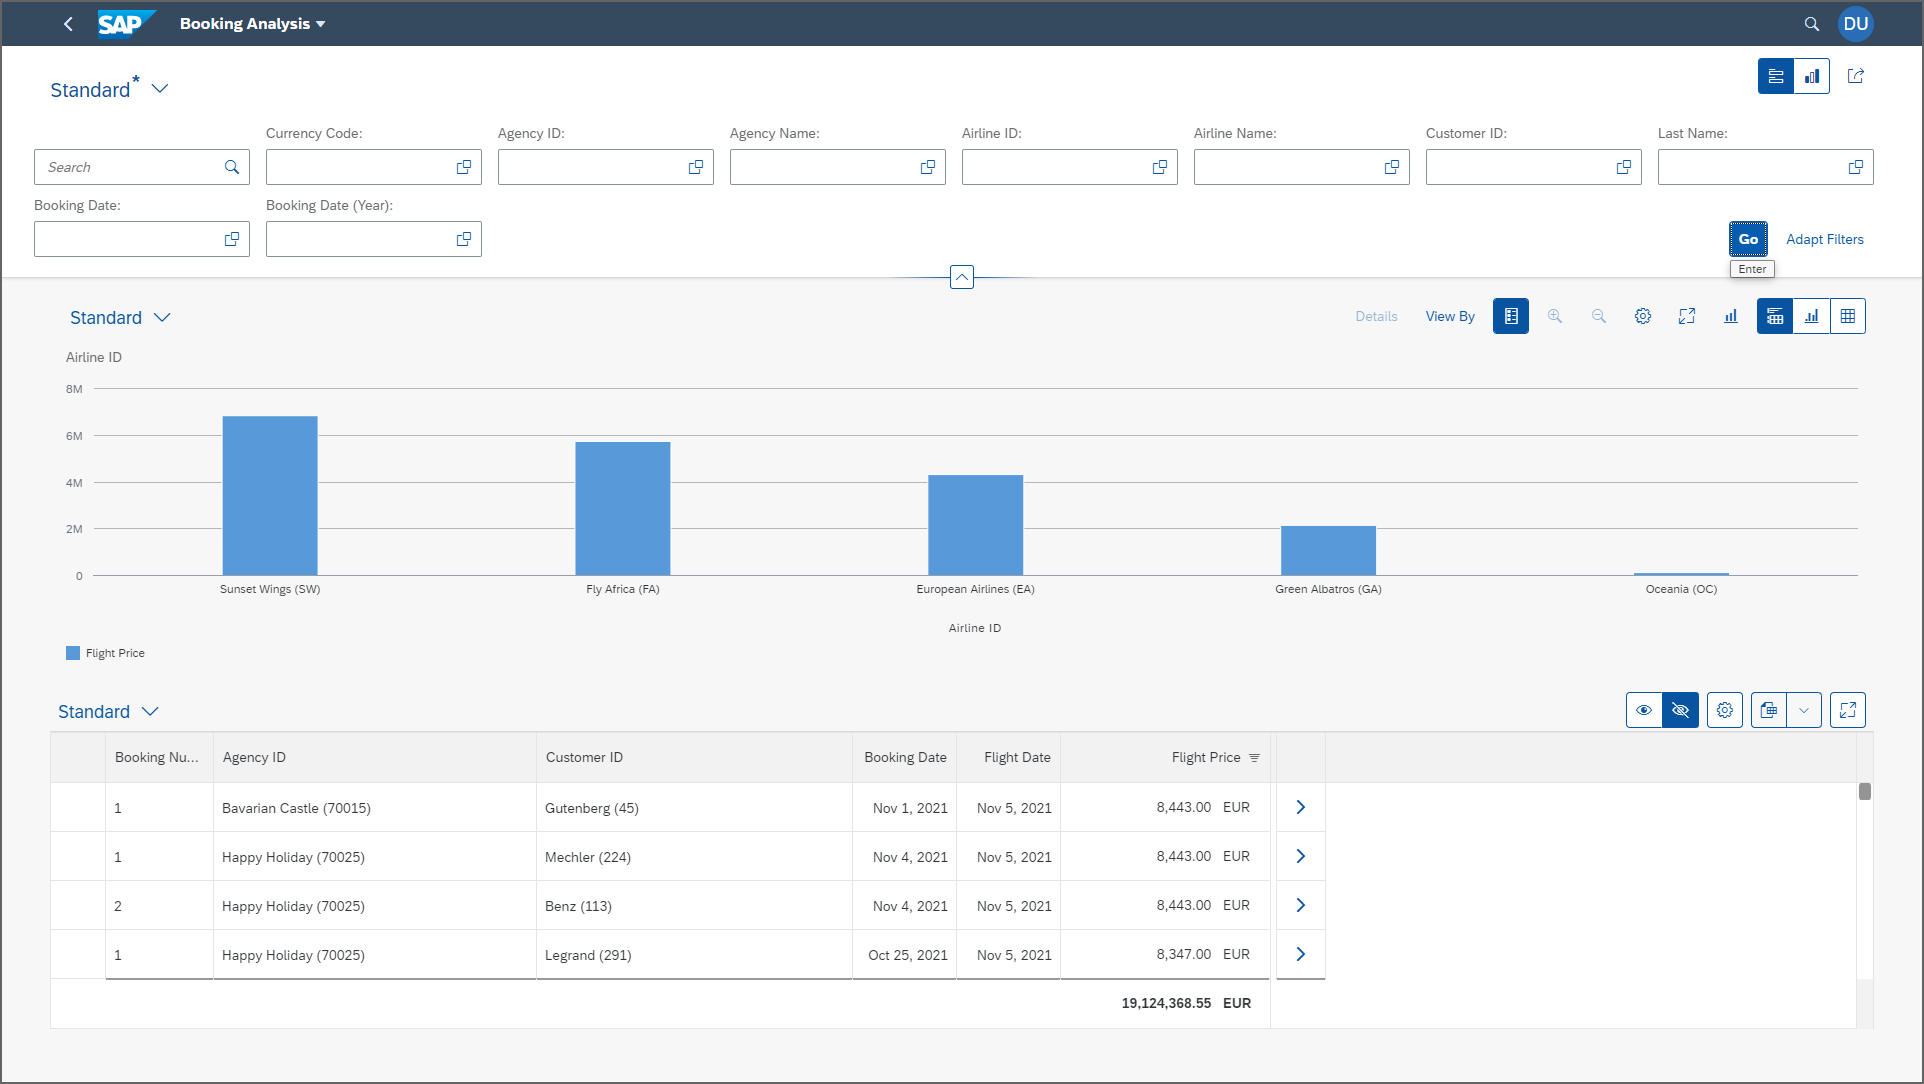 SAP Booking Analysis DU
Standard*
Currency Code: Agency ID: Agency Name: Airline ID: Airline Name: Customer ID: Last Name:
Search
Booking Date: Booking Date (Year):
Go Adapt Filters
Enter
Standard Details View By
Airline ID
8M
6M
4M
2M
0
Sunset Wings (SW) Fly Africa (FA) European Airlines (EA) Green Albatros (GA) Oceania (OC)
Airline ID
Flight Price
Standard
Booking Nu... Agency ID Customer ID Booking Date Flight Date Flight Price
1 Bavarian Castle (70015) Gutenberg (45) Nov 1, 2021 Nov 5, 2021 8,443.00 EUR
1 Happy Holiday (70025) Mechler (224) Nov 4, 2021 Nov 5, 2021 8,443.00 EUR
2 Happy Holiday (70025) Benz (113) Nov 4, 2021 Nov 5, 2021 8,443.00 EUR
1 Happy Holiday (70025) Legrand (291) Oct 25, 2021 Nov 5, 2021 8,347.00 EUR
19,124,368.55 EUR